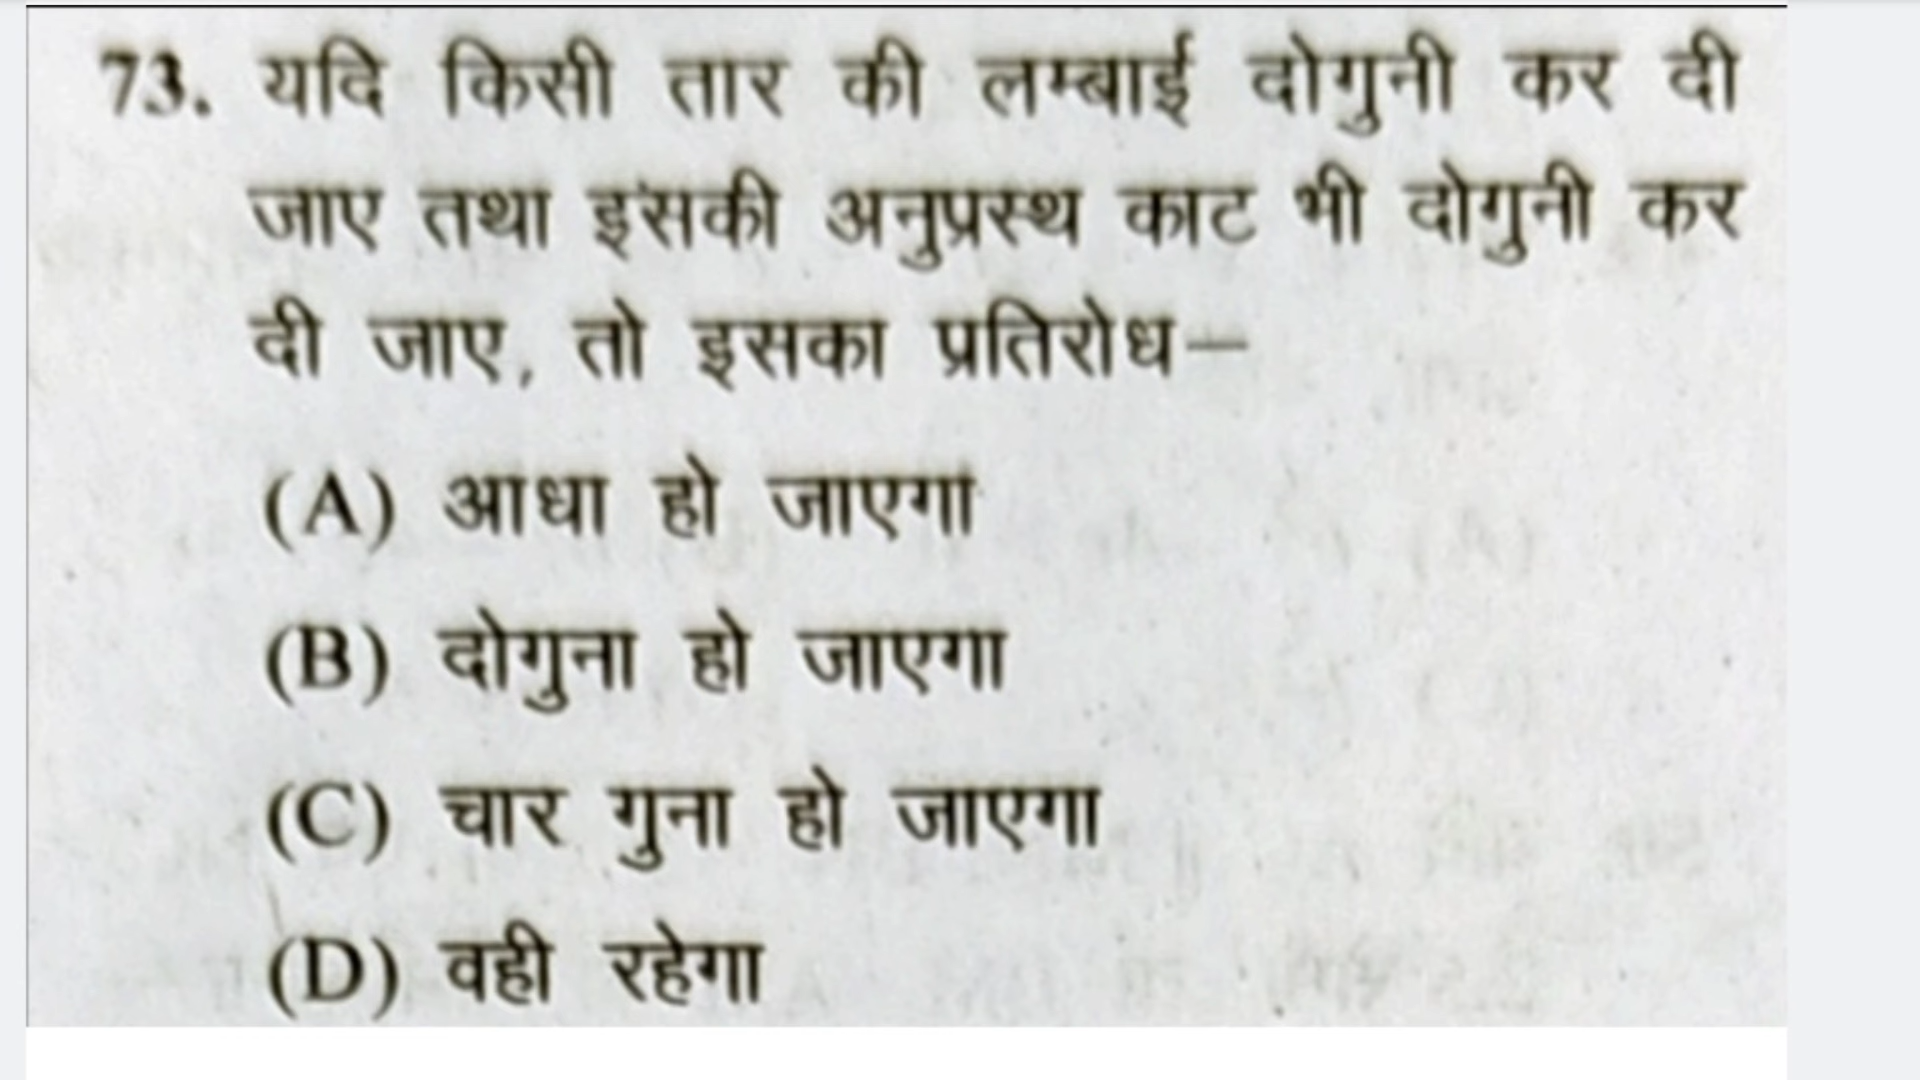 73. यदि किसी तार की लम्बाई दोगुनी कर दी
जाए तथा इसकी अनुप्रस्थ काट भी दोगुनी कर
दी जाए, तो इसका प्रतिरोध—
(A) आधा हो जाएगा
(B) दोगुना हो जाएगा
(C) चार गुना हो जाएगा
(D) वही रहेगा